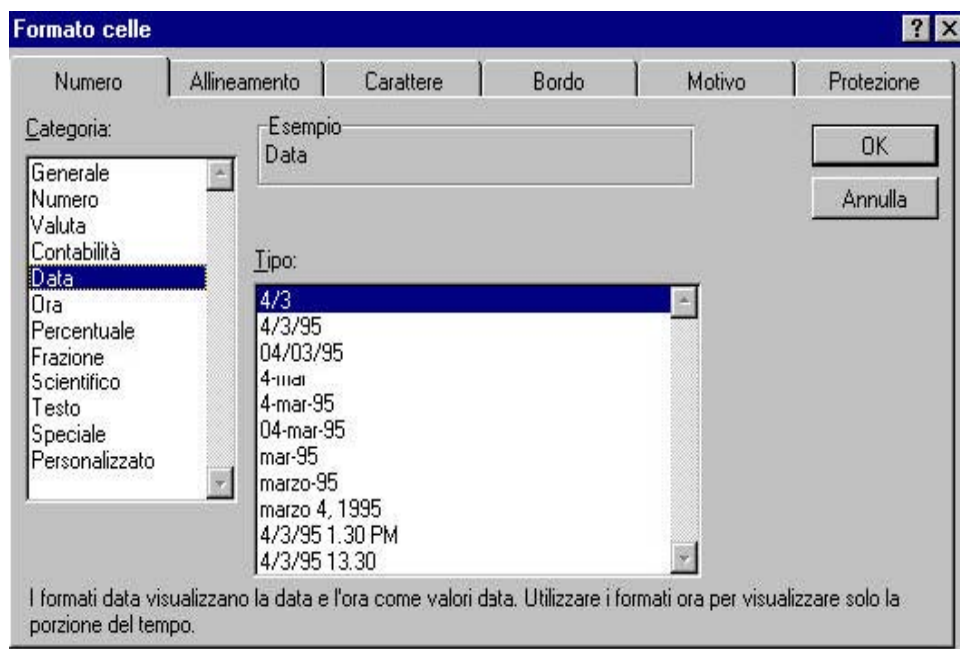 Formato celle
Numero Allineamento Carattere Bordo Motivo Protezione
Categoria:
Generale
Numero
Valuta
Contabilità
Data
Ora
Percentuale
Frazione
Scientifico
Testo
Speciale
Personalizzato
Esempio
Data
OK
Annulla
Tipo:
4/3
4/3/95
04/03/95
4-mar
4-mar-95
04-mar-95
mar-95
marzo-95
marzo 4, 1995
4/3/95 1.30 PM
4/3/95 13.30
I formati data visualizzano la data e l'ora come valori data. Utilizzare i formati ora per visualizzare solo la
porzione del tempo.